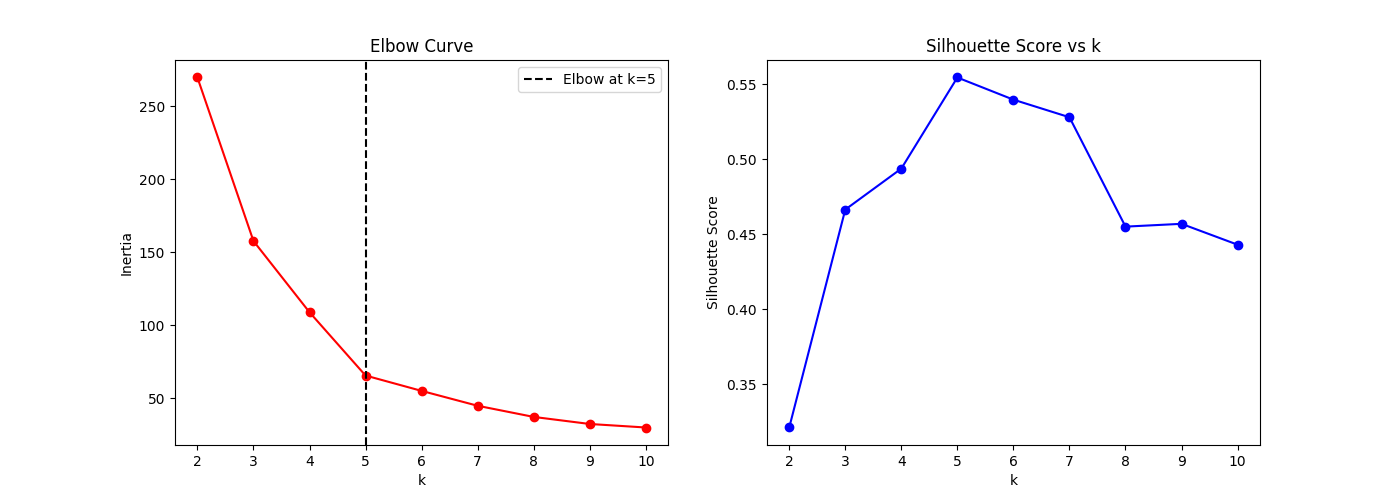 Elbow Curve
Inertia
250
200
150
100
50
2 3 4 5 6 7 8 9 10
k
Elbow at k=5
Silhouette Score vs k
Silhouette Score
0.55
0.50
0.45
0.40
0.35
2 3 4 5 6 7 8 9 10
k